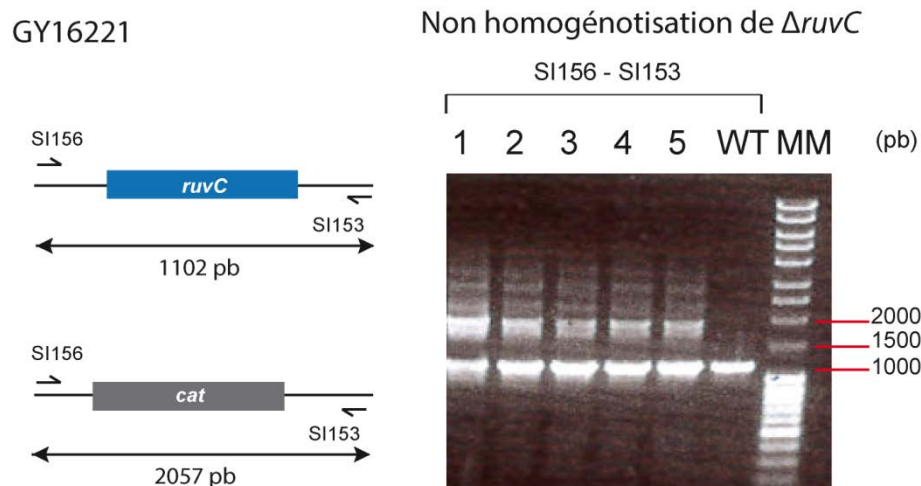 GY16221
Non homogénotisation de ΔruvC
SI156 - SI153
1 2 3 4 5 WT MM (pb)
SI156
ruvC
SI153
1102 pb
2000
1500
1000
SI156
cat
SI153
2057 pb